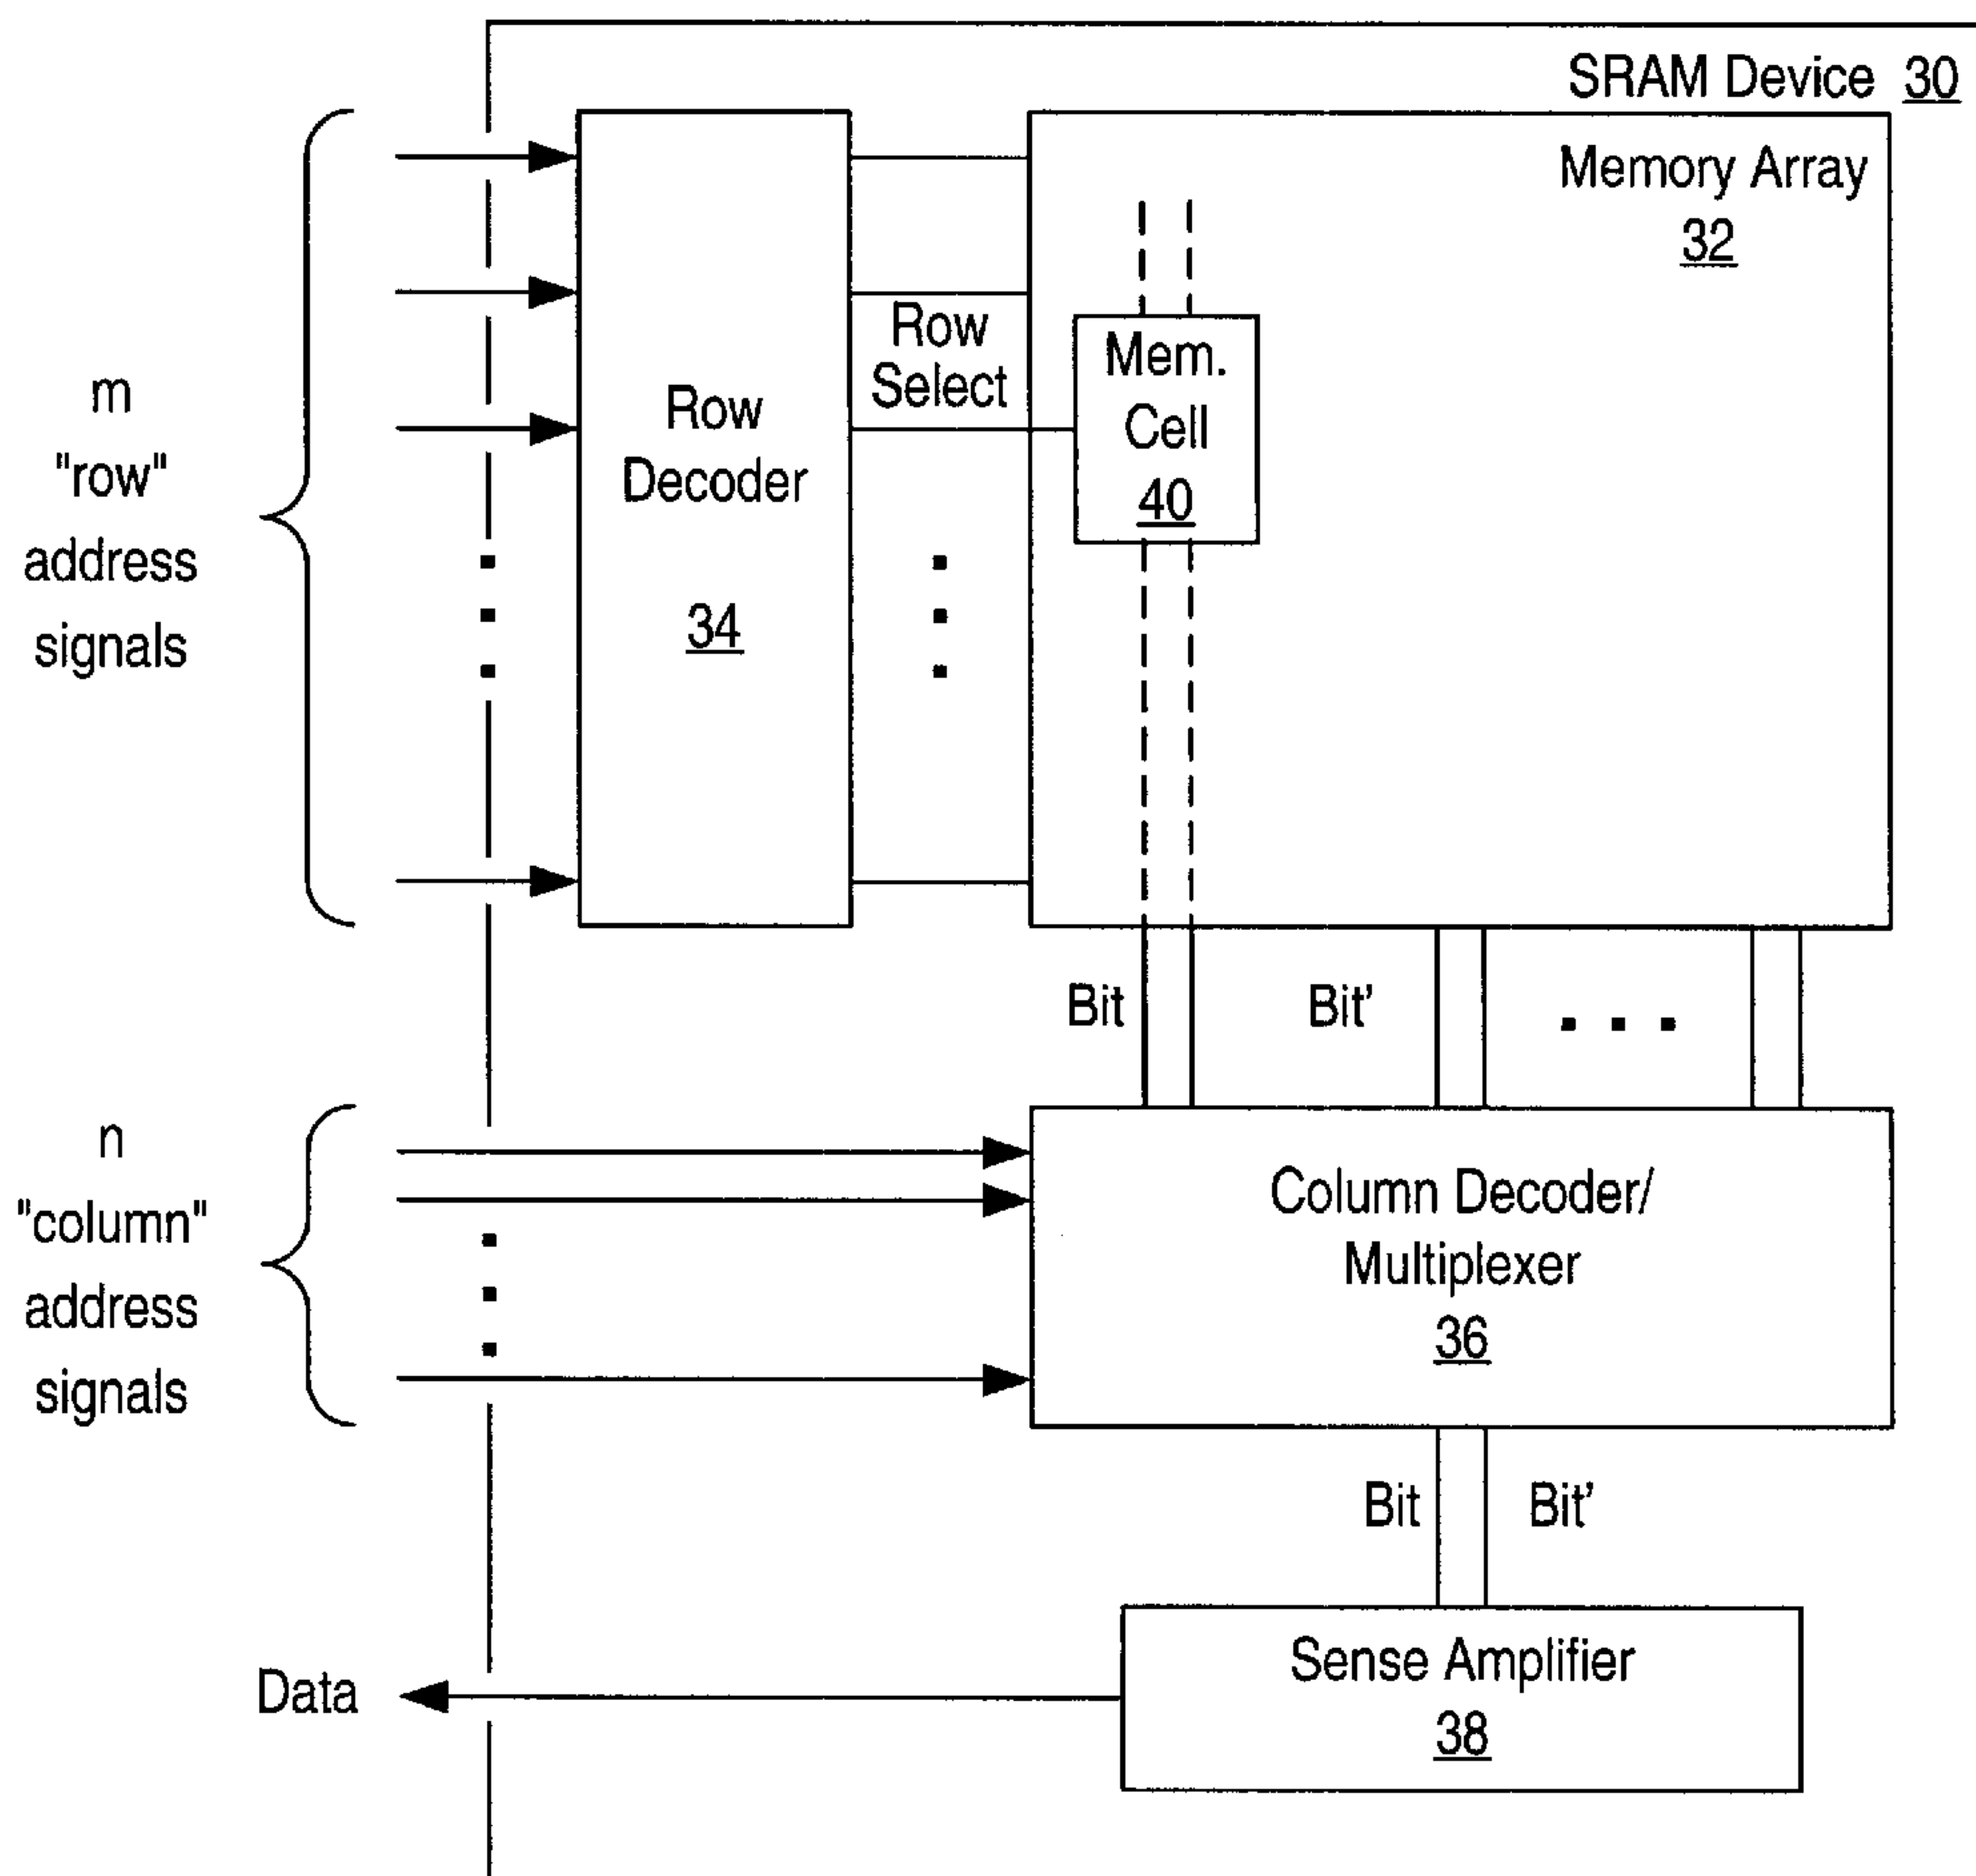 SRAM Device 30
Memory Array
32
m
"row"
address
signals
Row
Decoder
34
Row
Select
Mem.
Cell
40
Bit
Bit'
n
"column"
address
signals
Column Decoder/
Multiplexer
36
Bit
Bit'
Data
Sense Amplifier
38